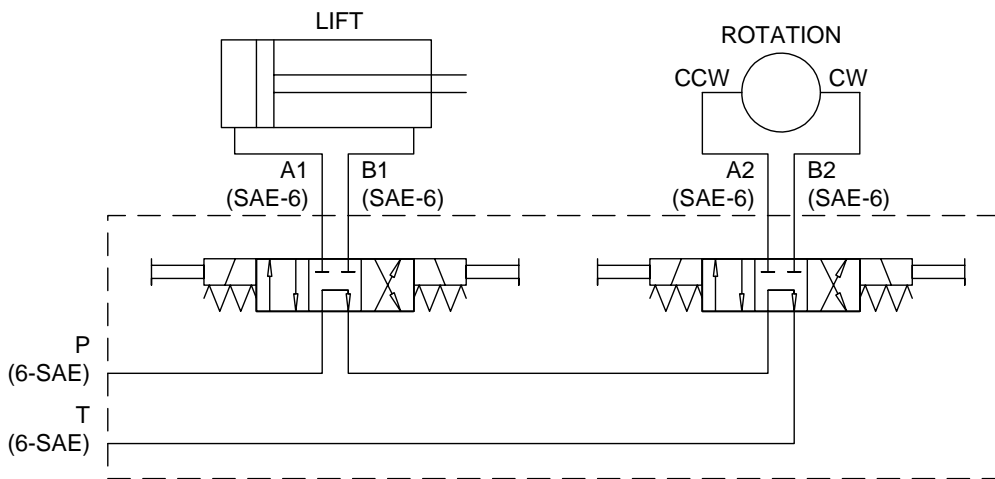 LIFT
ROTATION
CCW
CW
A1
(SAE-6)
B1
(SAE-6)
A2
(SAE-6)
B2
(SAE-6)
P
(6-SAE)
T
(6-SAE)